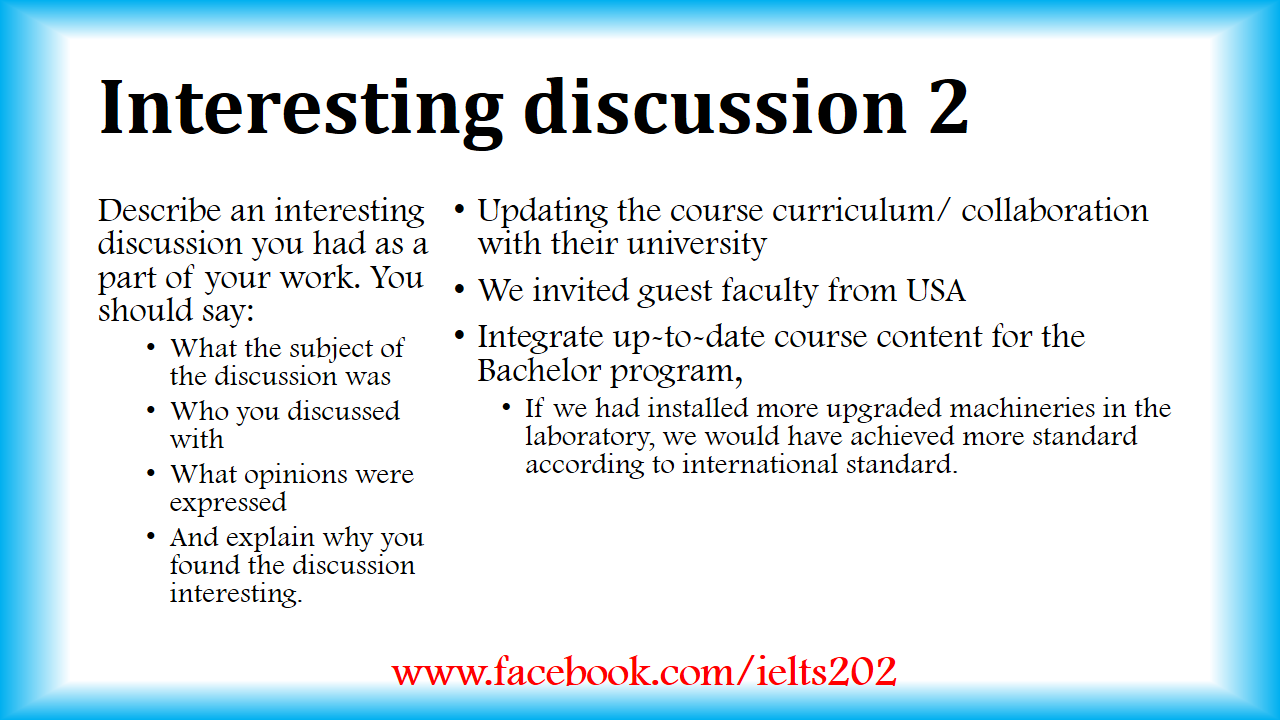 Interesting discussion 2
Describe an interesting
discussion you had as a
part of your work. You
should say:
• What the subject of
the discussion was
• Who you discussed
with
• What opinions were
expressed
• And explain why you
found the discussion
interesting.
• Updating the course curriculum/ collaboration
with their university
• We invited guest faculty from USA
• Integrate up-to-date course content for the
Bachelor program,
• If we had installed more upgraded machineries in the
laboratory, we would have achieved more standard
according to international standard.
www.facebook.com/ielts202